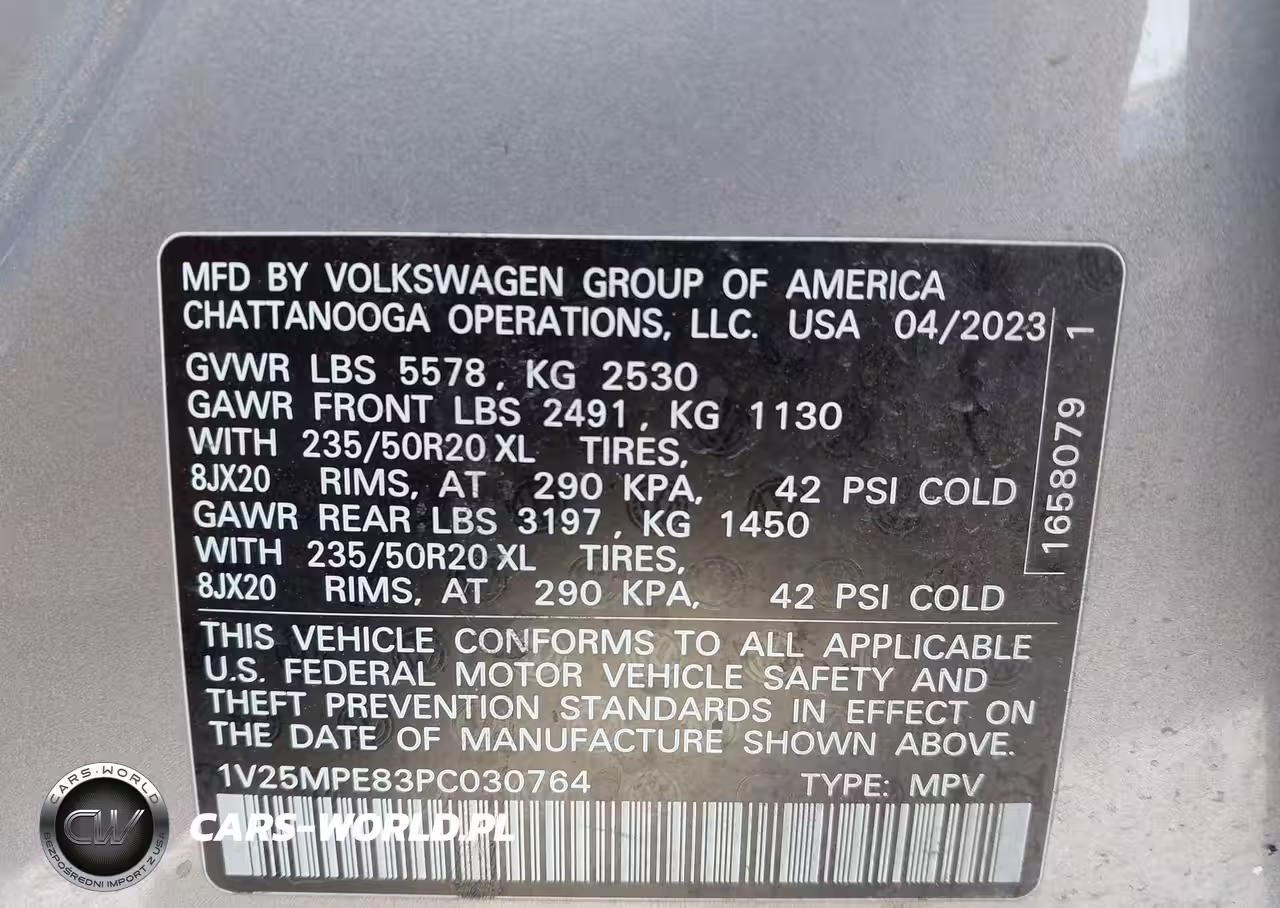 MFD BY VOLKSWAGEN GROUP OF AMERICA
CHATTANOOGA OPERATIONS, LLC. USA 04/2023
GVWR LBS 5578, KG 2530
GAWR FRONT LBS 2491, KG 1130
WITH 235/50R20 XL TIRES,
8JX20 RIMS, AT 290 KPA, 42 PSI COLD
GAWR REAR LBS 3197, KG 1450
WITH 235/50R20 XL TIRES,
8JX20 RIMS, AT 290 KPA, 42 PSI COLD
1658079 1
THIS VEHICLE CONFORMS TO ALL APPLICABLE
U.S. FEDERAL MOTOR VEHICLE SAFETY AND
THEFT PREVENTION STANDARDS IN EFFECT ON
THE DATE OF MANUFACTURE SHOWN ABOVE.
1V25MPE83PC030764 TYPE: MPV
CARS-WORLD
CW
BEZPOŚREDNI IMPORT Z USA
CARS-WORLD.PL